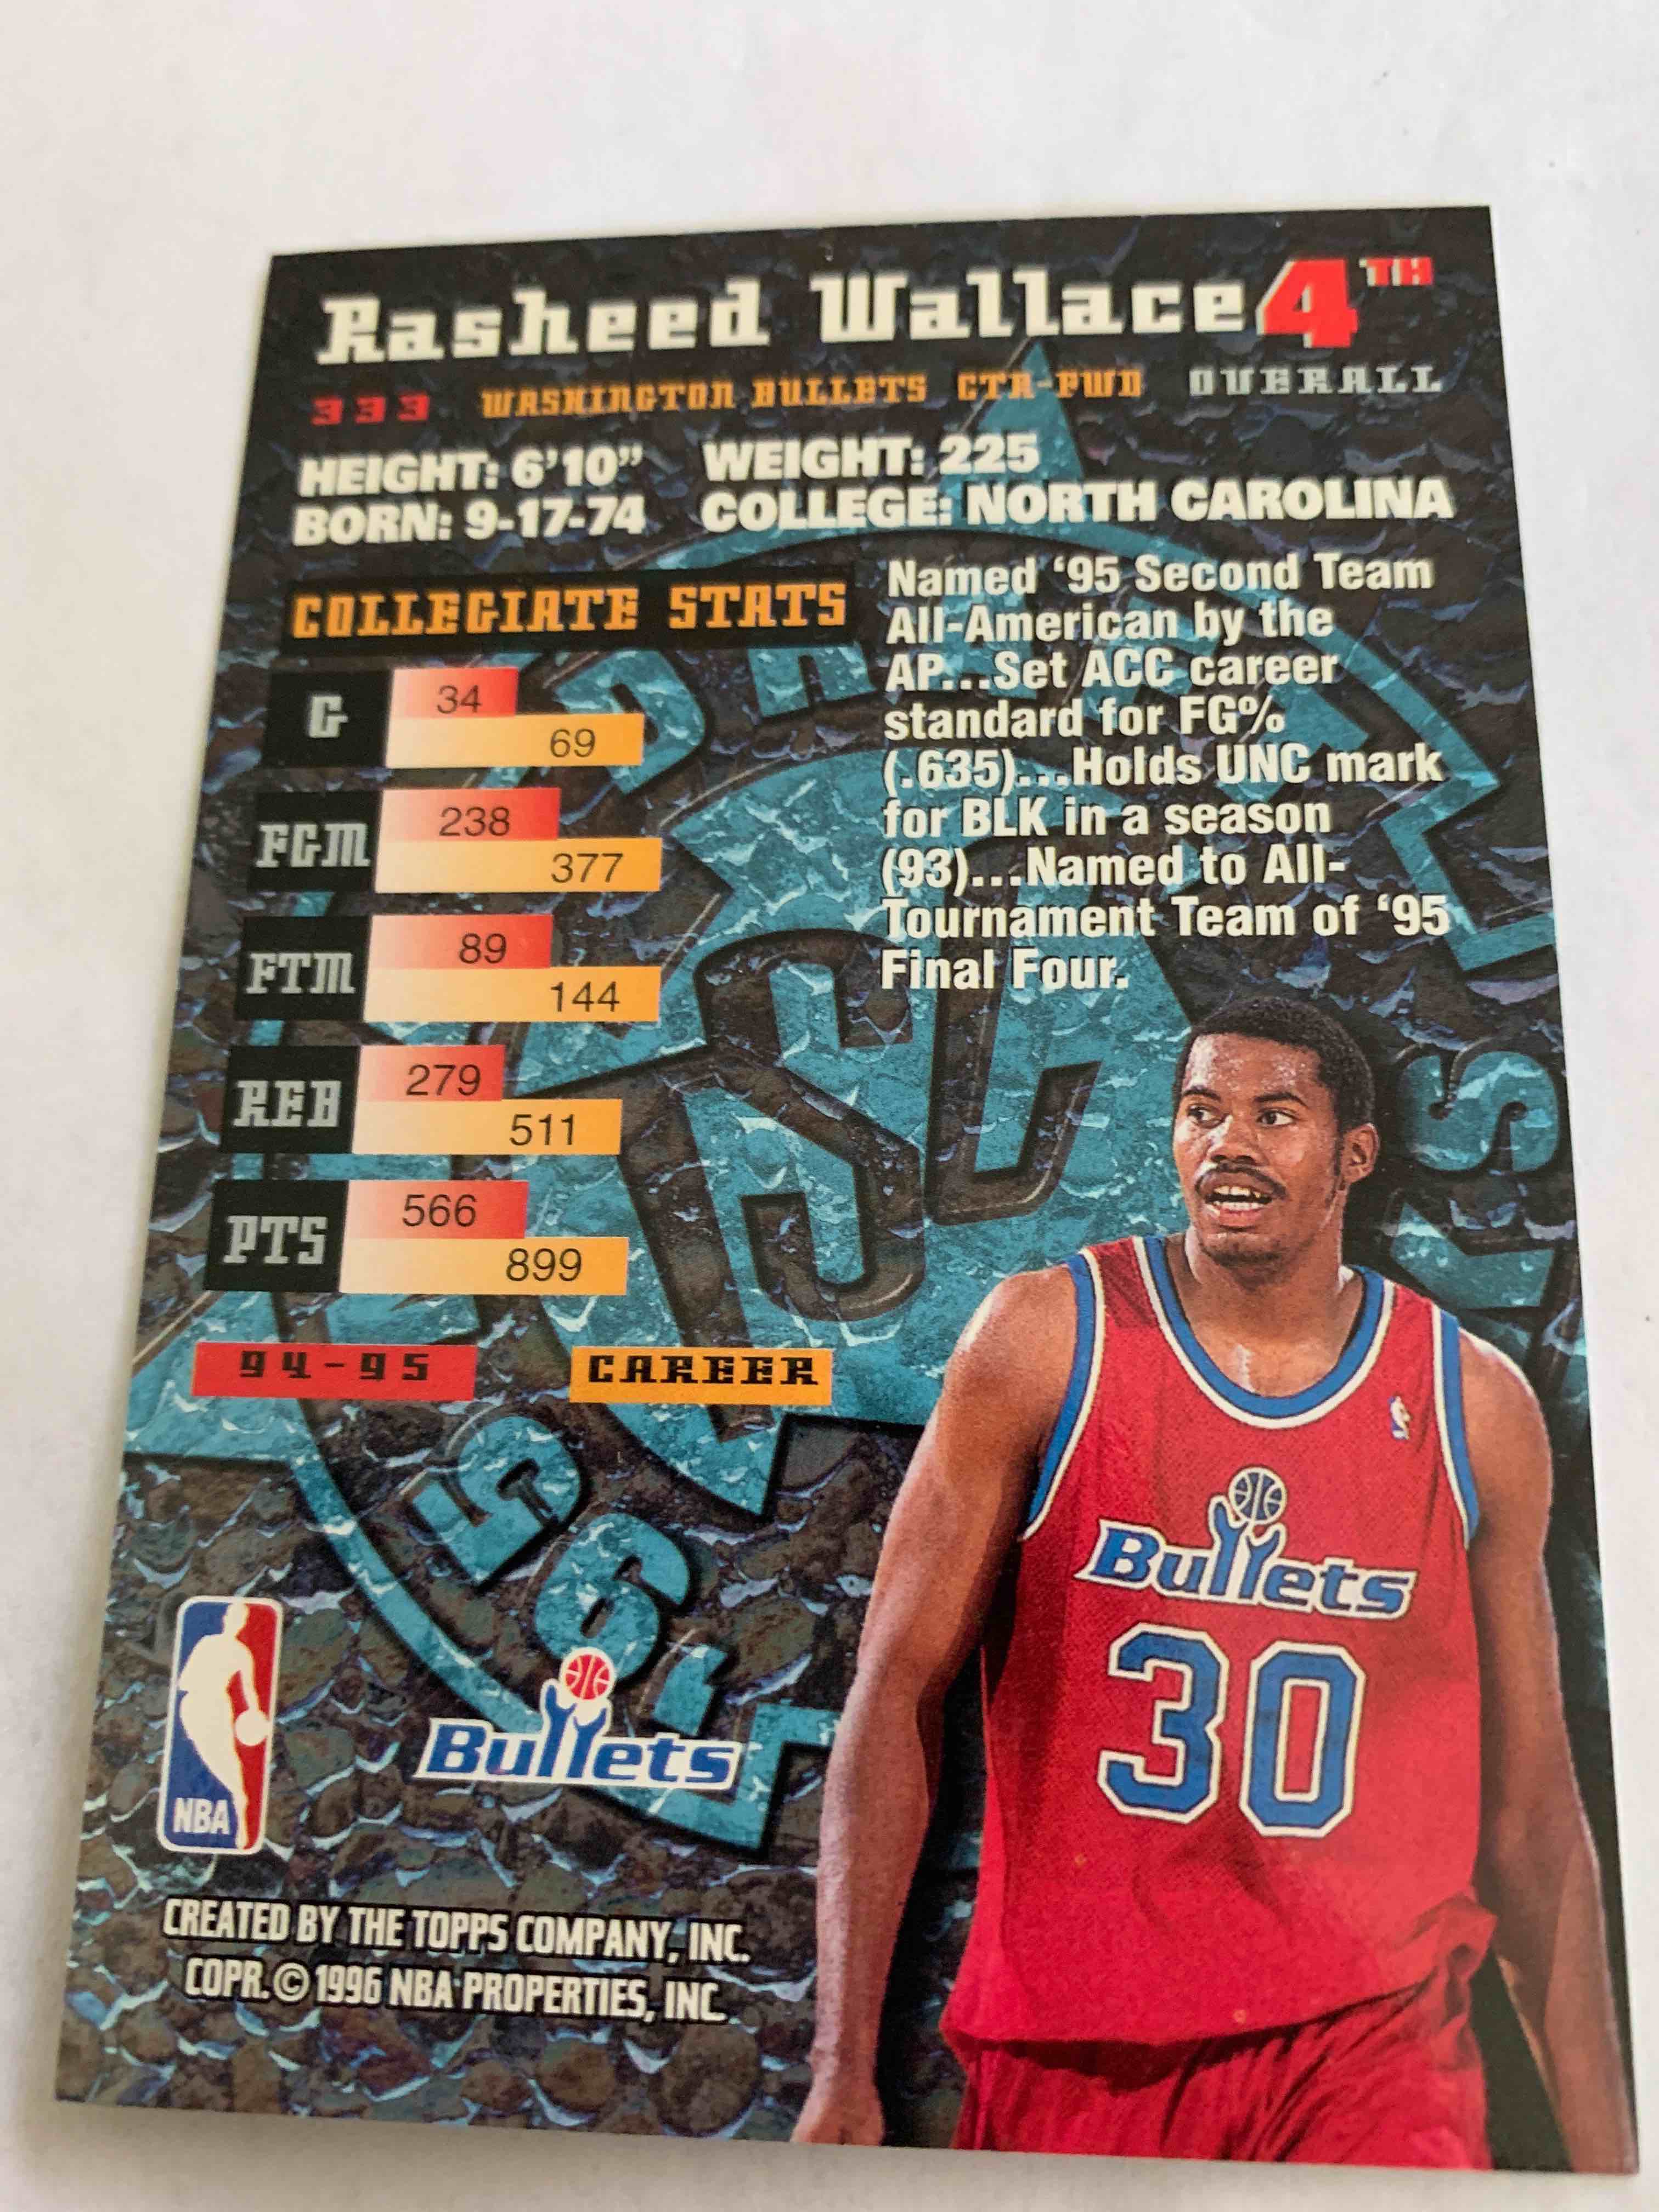 Rasheed Wallace 4TH
333 WASHINGTON BULLETS CTR-FWD OVERALL
HEIGHT: 6'10” WEIGHT: 225
BORN: 9-17-74 COLLEGE: NORTH CAROLINA
COLLEGIATE STATS
G 34
69
FGM 238
377
FTM 89
144
REB 279
511
PTS 566
899
94-95 CAREER
Named ‘95 Second Team
All-American by the
AP...Set ACC career
standard for FG%
(.635)...Holds UNC mark
for BLK in a season
(93)...Named to All-
Tournament Team of ‘95
Final Four.
Bullets
30
NBA
Bullets
CREATED BY THE TOPPS COMPANY, INC.
COPR. © 1996 NBA PROPERTIES, INC.